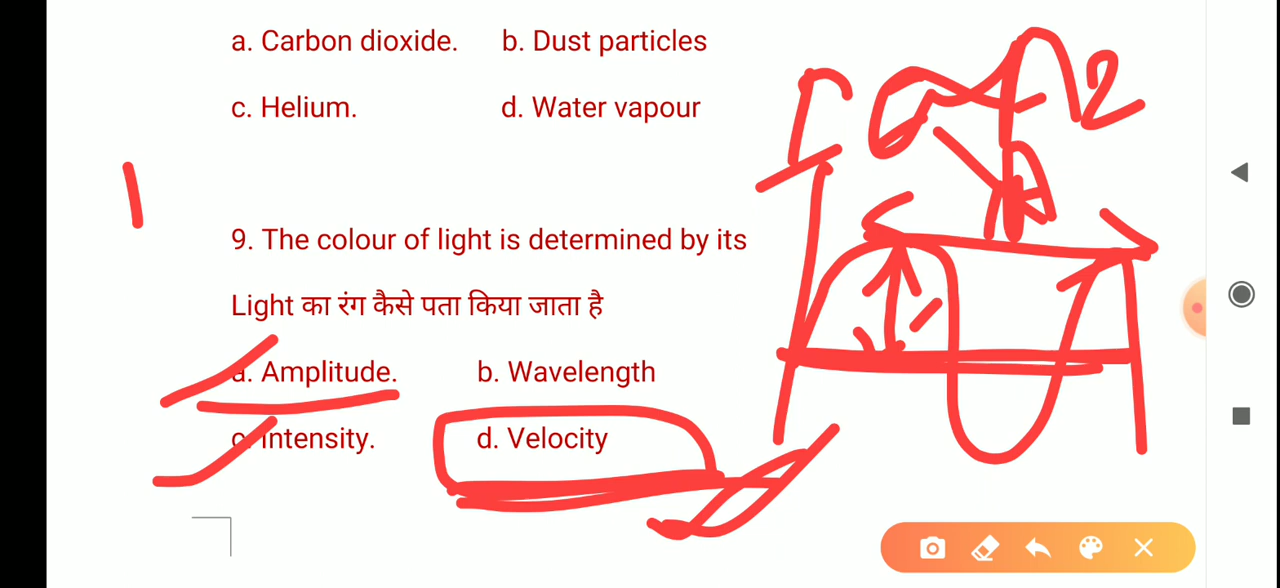 a. Carbon dioxide. b. Dust particles
c. Helium. d. Water vapour
9. The colour of light is determined by its
Light का रंग कैसे पता किया जाता है
a. Amplitude. b. Wavelength
c. Intensity. d. Velocity